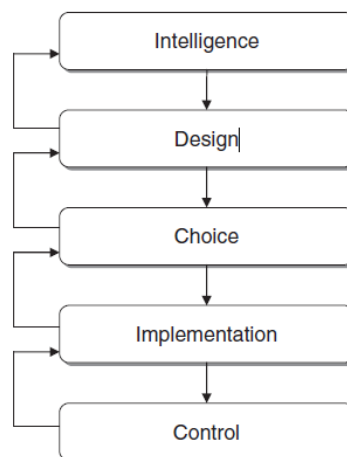 Intelligence
Design
Choice
Implementation
Control